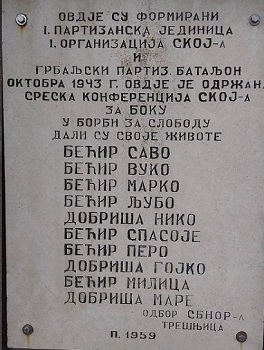 ОВДЈЕ СУ ФОРМИРАНИ
I. ПАРТИЗАНСКА ЈЕДИНИЦА
1. ОРГАНИЗАЦИЈА СКОЈ-А
И
ГРБАЉСКИ ПАРТИЗ. БАТАЉОН
ОКТОБРА 1943 Г. ОВДЈЕ ЈЕ ОДРЖАНА
СРЕСКА КОНФЕРЕНЦИЈА СКОЈ-А
ЗА БОКУ
У БОРБИ ЗА СЛОБОДУ
ДАЛИ СУ СВОЈЕ ЖИВОТЕ
БЕЋИР САВО
БЕЋИР ВУКО
БЕЋИР МАРКО
БЕЋИР ЉУБО
ДОБРИША НИКО
БЕЋИР СПАСОЈЕ
БЕЋИР ПЕРО
ДОБРИША ГОЈКО
БЕЋИР МИЛИЦА
ДОБРИША МАРЕ
ОДБОР СБНОР-А
ТРЕШЊИЦА
П. 1959